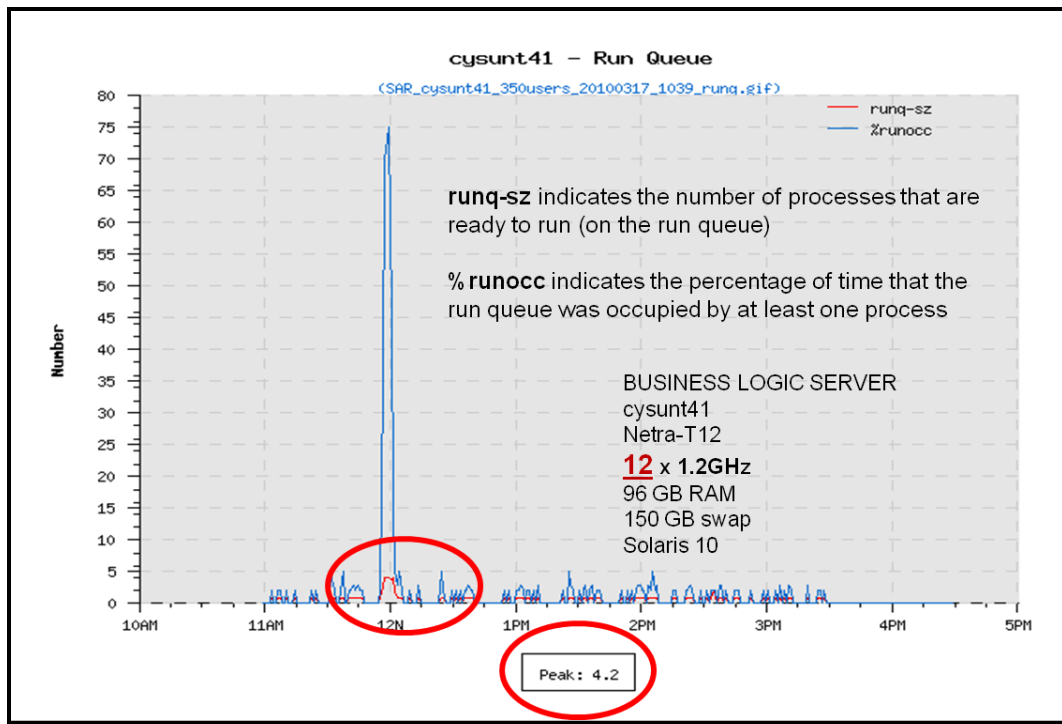 cysunt41 - Run Queue
(SAR_cysunt41_350users_20100317_1039_runq.gif)
runq-sz
%runocc
80
75
70
65
60
55
50
45
40
35
30
25
20
15
10
5
0
Number
runq-sz indicates the number of processes that are
ready to run (on the run queue)
% runocc indicates the percentage of time that the
run queue was occupied by at least one process
BUSINESS LOGIC SERVER
cysunt41
Netra-T12
12 x 1.2GHz
96 GB RAM
150 GB swap
Solaris 10
10AM 11AM 12N 1PM 2PM 3PM 4PM 5PM
Peak: 4.2